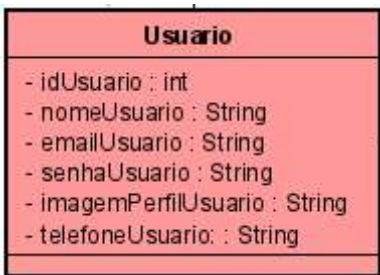 Usuario
- idUsuario : int
- nomeUsuario : String
- emailUsuario : String
- senhaUsuario : String
- imagemPerfilUsuario : String
- telefoneUsuario: : String